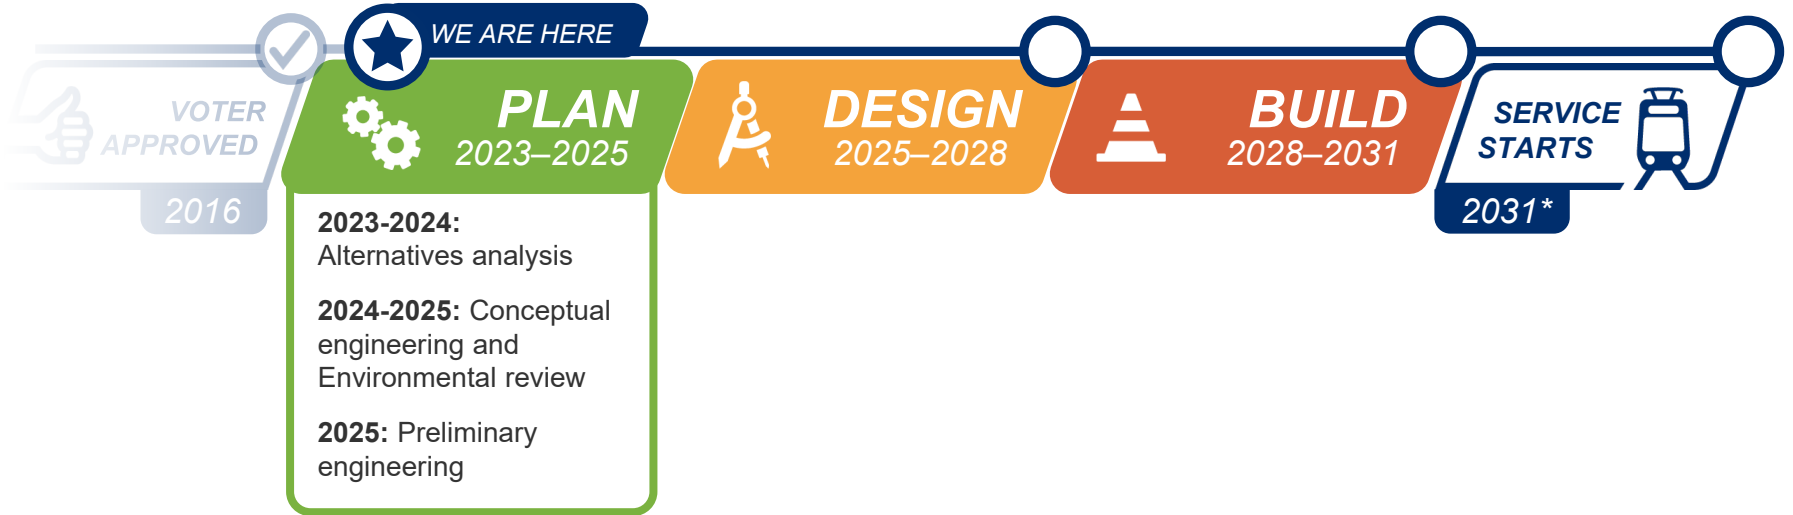 WE ARE HERE
VOTER
APPROVED
2016
PLAN
2023–2025
2023-2024:
Alternatives analysis
2024-2025: Conceptual
engineering and
Environmental review
2025: Preliminary
engineering
DESIGN
2025–2028
BUILD
2028–2031
SERVICE
STARTS
2031*